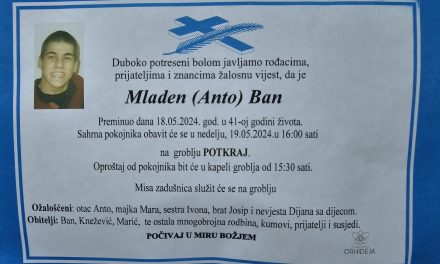 Duboko potreseni bolom javljamo rođacima,
prijateljima i znancima žalosnu vijest, da je
Mladen (Anto) Ban
Preminuo dana 18.05.2024. god. u 41-oj godini života.
Sahma pokojnika obavit će se u nedelju, 19.05.2024.u 16:00 sati
na groblju POTKRAJ.
Oproštaj od pokojnika bit će u kapeli groblja od 15:30 sati.
Misa zadušnica služit će se na groblju
Ožalošćeni: otac Anto, majka Mara, sestra Ivona, brat Josip i nevjesta Dijana sa dijecom.
Obitelji: Ban, Knežević, Marić, te ostala mnogobrojna rodbina, kumovi, prijatelji i susjedi.
POČIVAJ U MIRU BOŽJEM
ORHIDEJA